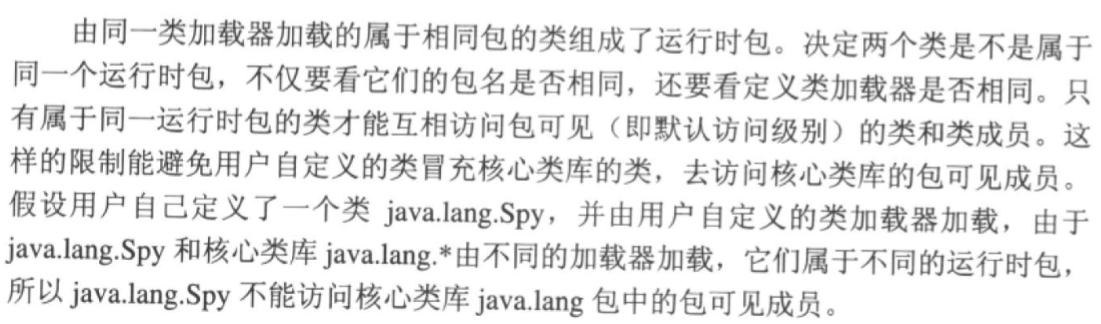 由同一类加载器加载的属于相同包的类组成了运行时包。决定两个类是不是属于
同一个运行时包，不仅要看它们的包名是否相同，还要看定义类加载器是否相同。只
有属于同一运行时包的类才能互相访问包可见（即默认访问级别）的类和类成员。这
样的限制能避免用户自定义的类冒充核心类库的类，去访问核心类库的包可见成员。
假设用户自己定义了一个类 java.lang.Spy，并由用户自定义的类加载器加载，由于
java.lang.Spy 和核心类库 java.lang.*由不同的加载器加载，它们属于不同的运行时包，
所以 java.lang.Spy 不能访问核心类库 java.lang 包中的包可见成员。